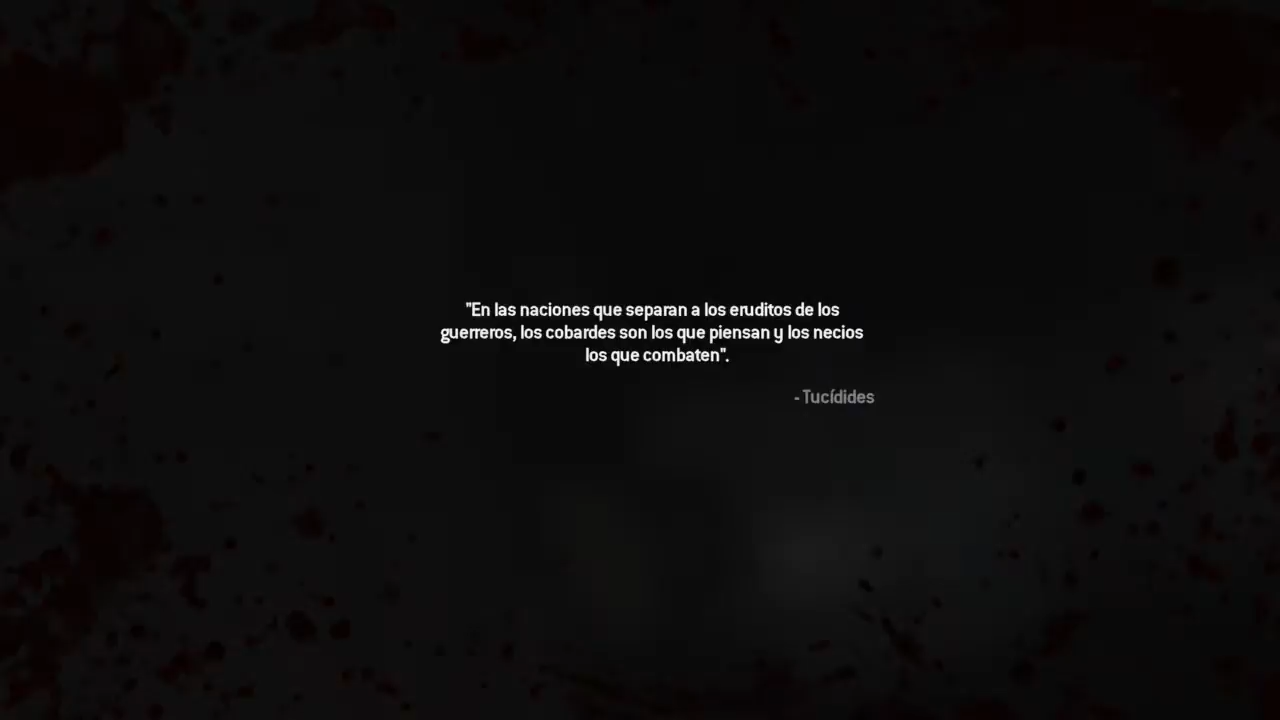 "En las naciones que separan a los eruditos de los
guerreros, los cobardes son los que piensan y los necios
los que combaten".
- Tucídides